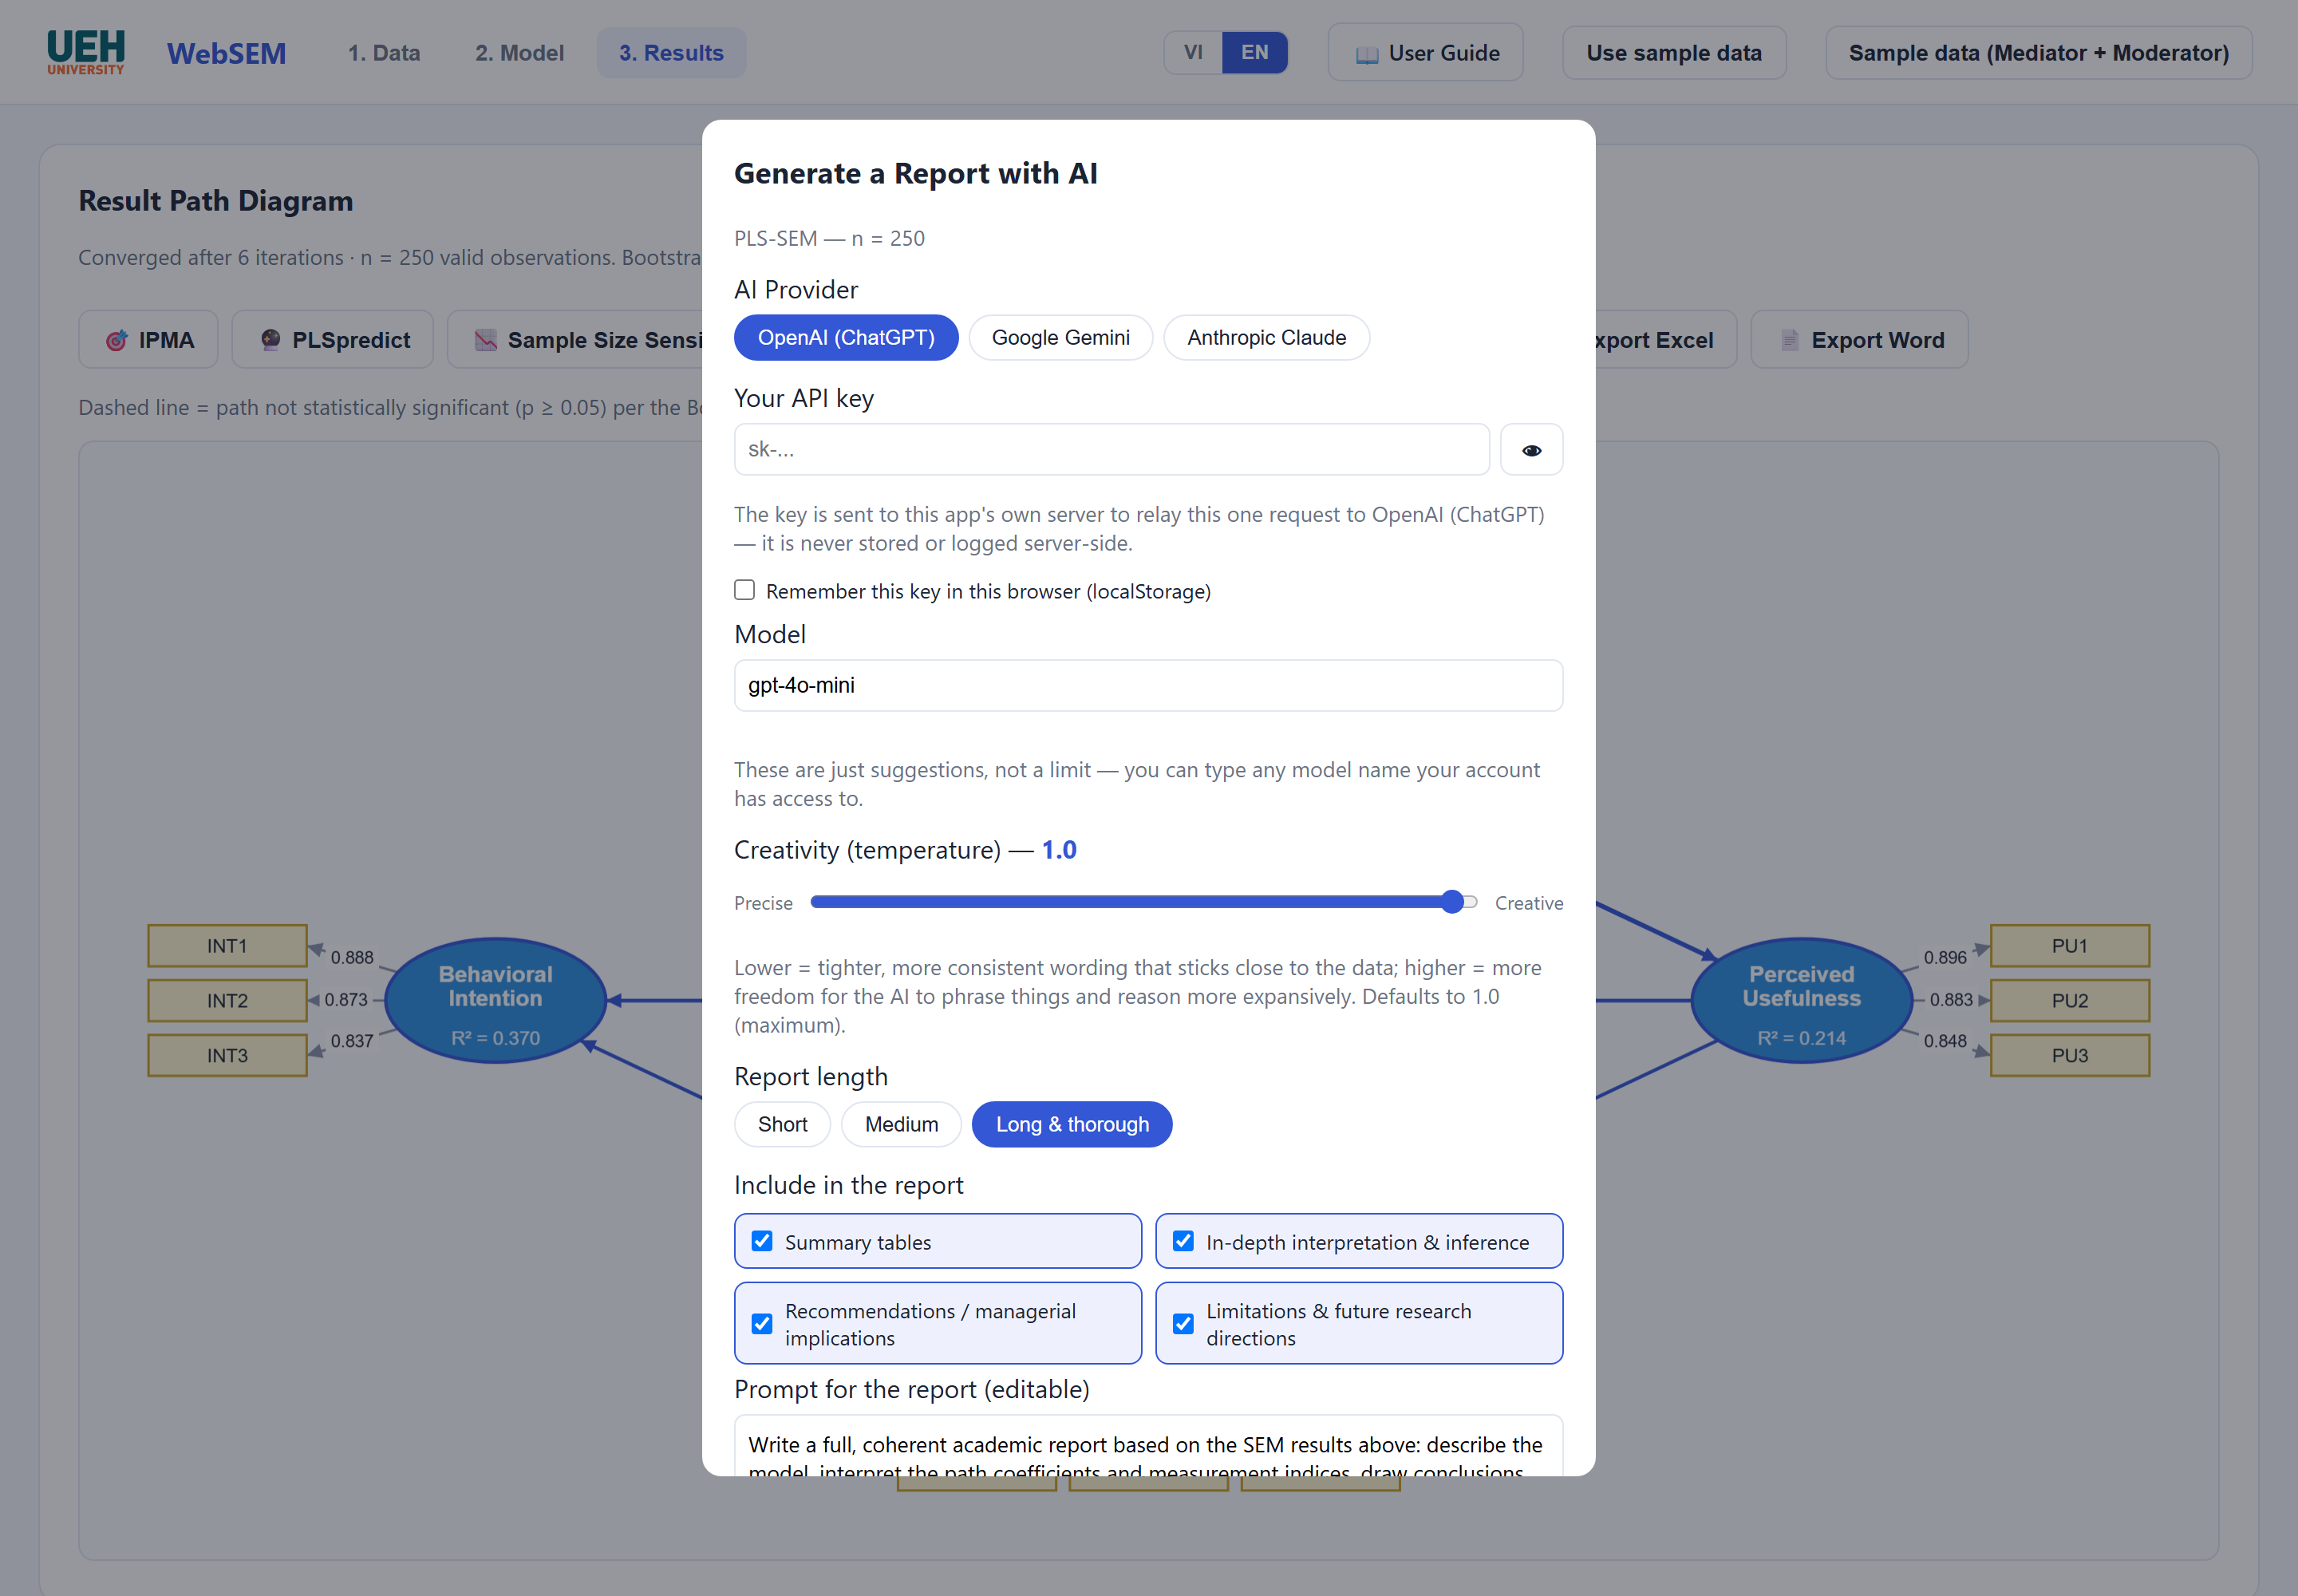 UEH
UNIVERSITY
WebSEM
1. Data
2. Model
3. Results
VI
EN
User Guide
Use sample data
Sample data (Mediator + Moderator)
Result Path Diagram
Converged after 6 iterations · n = 250 valid observations.
IPMA
PLSpredict
Sample Size
Export Word
Excel
Dashed line = path not statistically significant (p ≥ 0.05) per the
Generate a Report with AI
PLS-SEM — n = 250
AI Provider
OpenAI (ChatGPT)
Google Gemini
Anthropic Claude
Your API key
sk-...
The key is sent to this app's own server to relay this one request to OpenAI (ChatGPT)
— it is never stored or logged server-side.
Remember this key in this browser (localStorage)
Model
gpt-4o-mini
These are just suggestions, not a limit — you can type any model name your account
has access to.
Creativity (temperature) — 1.0
Precise
Creative
Lower = tighter, more consistent wording that sticks close to the data; higher = more
freedom for the AI to phrase things and reason more expansively. Defaults to 1.0
(maximum).
Report length
Short
Medium
Long & thorough
Include in the report
Summary tables
In-depth interpretation & inference
Recommendations / managerial
implications
Limitations & future research
directions
Prompt for the report (editable)
Write a full, coherent academic report based on the SEM results above: describe the
model, interpret the path coefficients and measurement indices, draw conclusions
INT1
INT2
INT3
0.888
0.873
0.837
Behavioral
Intention
R² = 0.370
Perceived
Usefulness
R² = 0.214
0.896
0.883
0.848
PU1
PU2
PU3